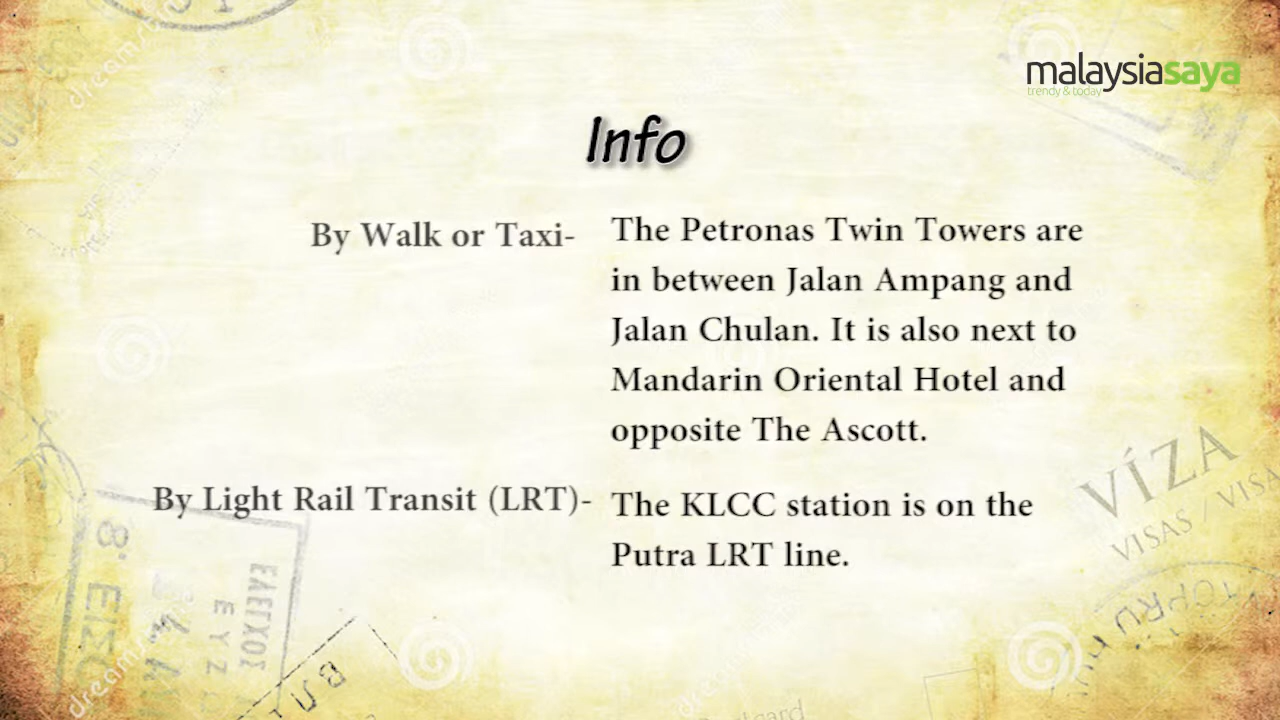 malaysiasaya
trendy & today
Info
By Walk or Taxi-
The Petronas Twin Towers are
in between Jalan Ampang and
Jalan Chulan. It is also next to
Mandarin Oriental Hotel and
opposite The Ascott.
By Light Rail Transit (LRT)-
The KLCC station is on the
Putra LRT line.
VÍZA
VISAS / VISA